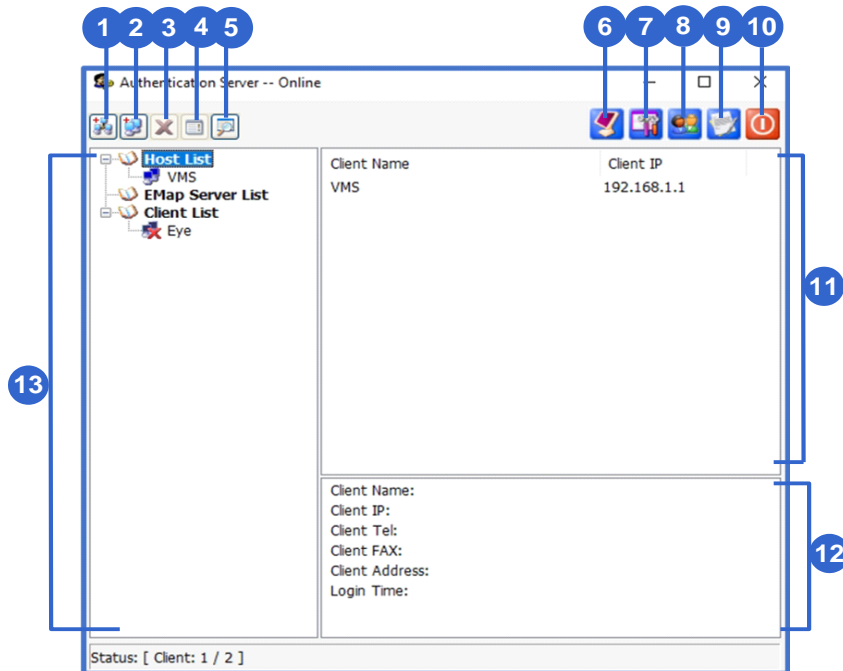 1 2 3 4 5 6 7 8 9 10
Authentication Server -- Online
Host List
VMS
EMap Server List
Client List
Eye
13
Client Name Client IP
VMS 192.168.1.1
11
Client Name:
Client IP:
Client Tel:
Client FAX:
Client Address:
Login Time:
12
Status: [ Client: 1 / 2 ]